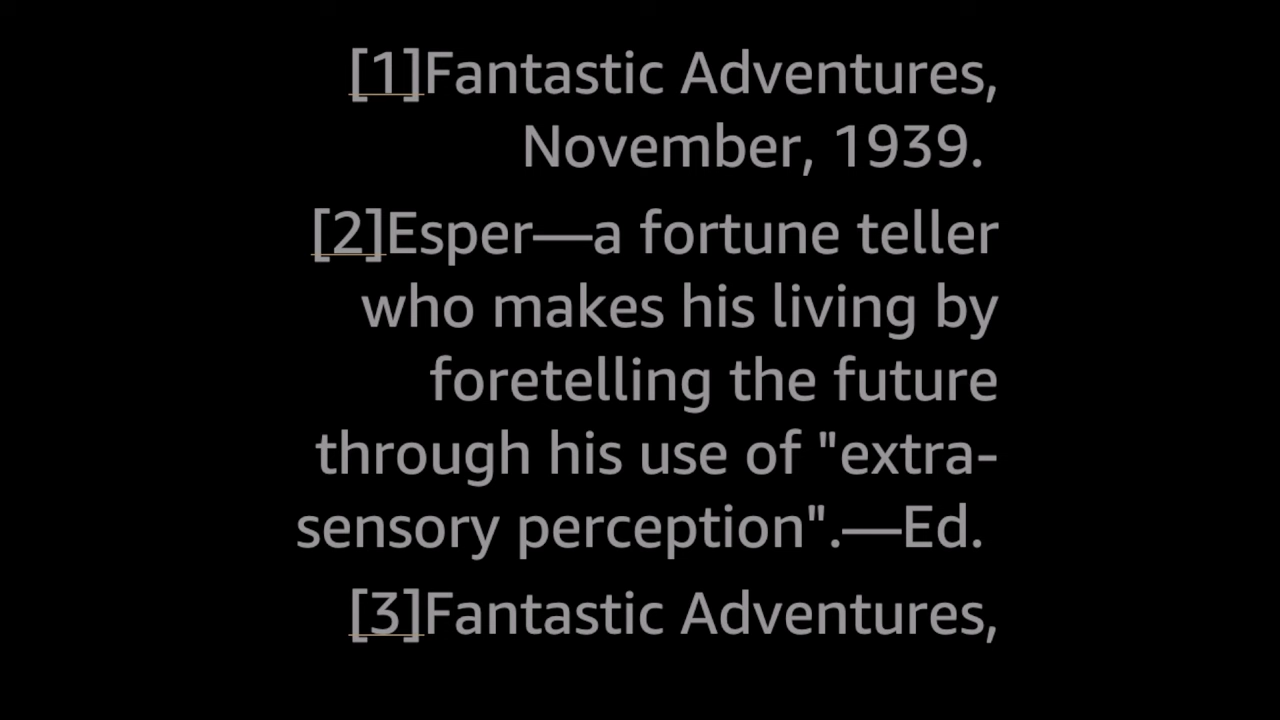 [1]Fantastic Adventures,
November, 1939.
[2]Esper—a fortune teller
who makes his living by
foretelling the future
through his use of "extra-
sensory perception".—Ed.
[3]Fantastic Adventures,